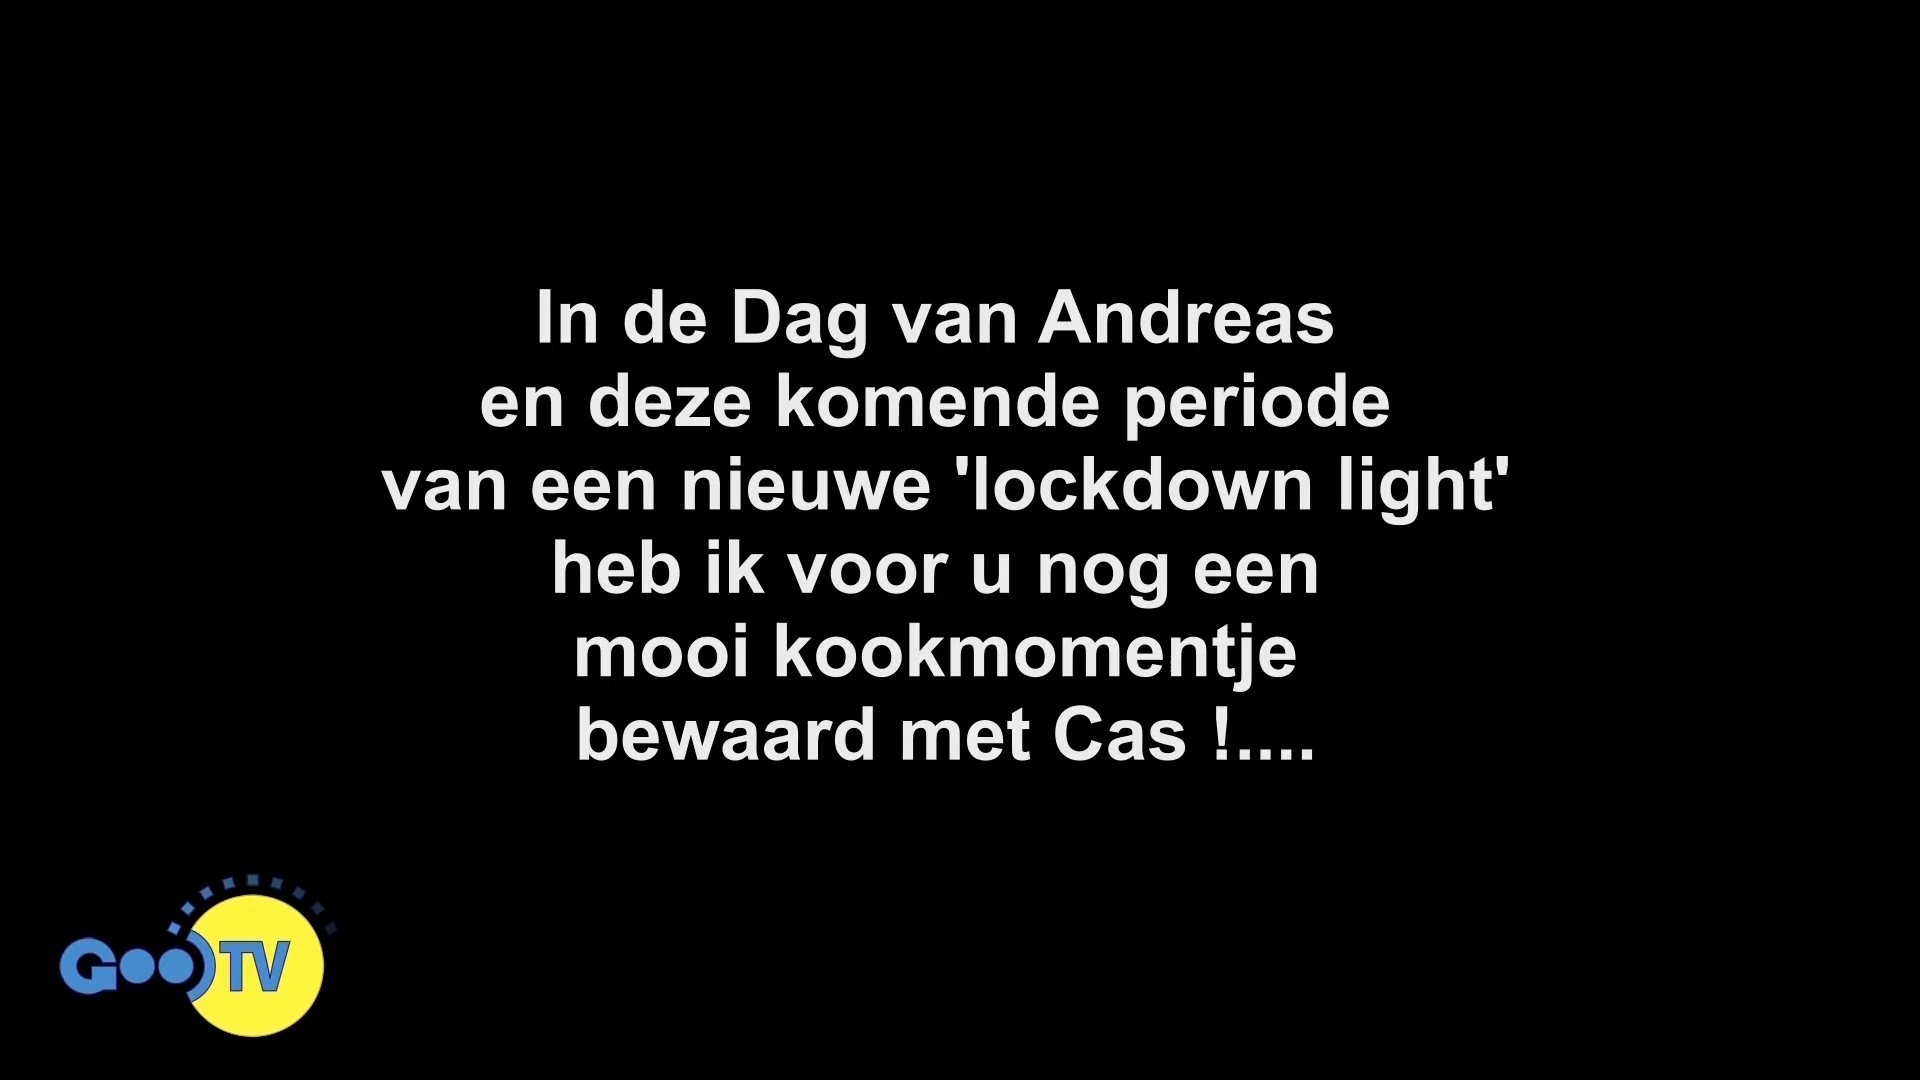 In de Dag van Andreas
en deze komende periode
van een nieuwe 'lockdown light'
heb ik voor u nog een
mooi kookmomentje
bewaard met Cas !....
GooTV